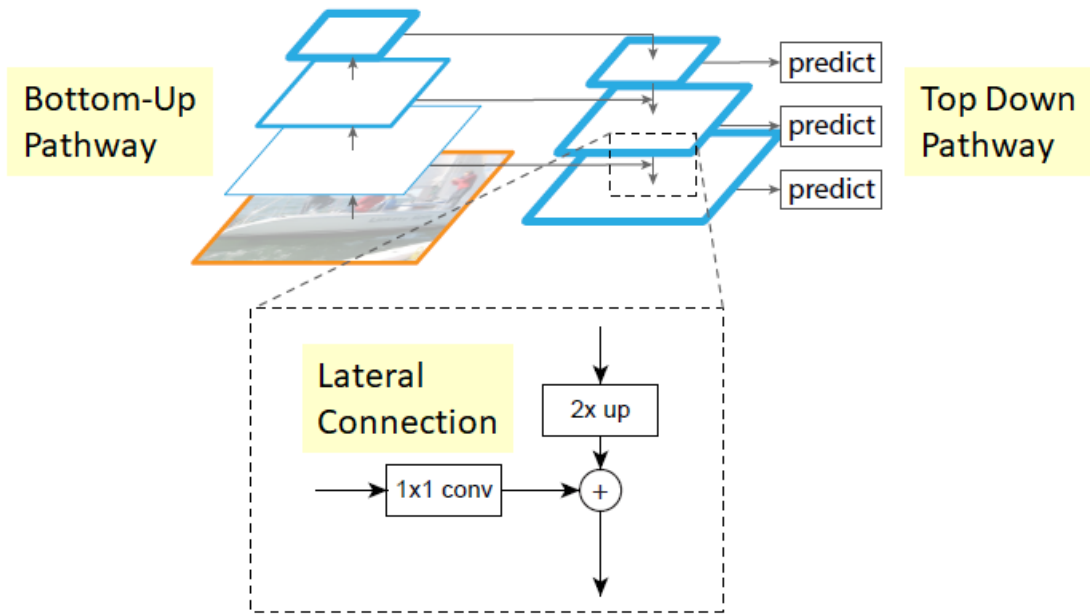 Bottom-Up
Pathway
predict
predict
predict
Top Down
Pathway
Lateral
Connection
2x up
1x1 conv
+